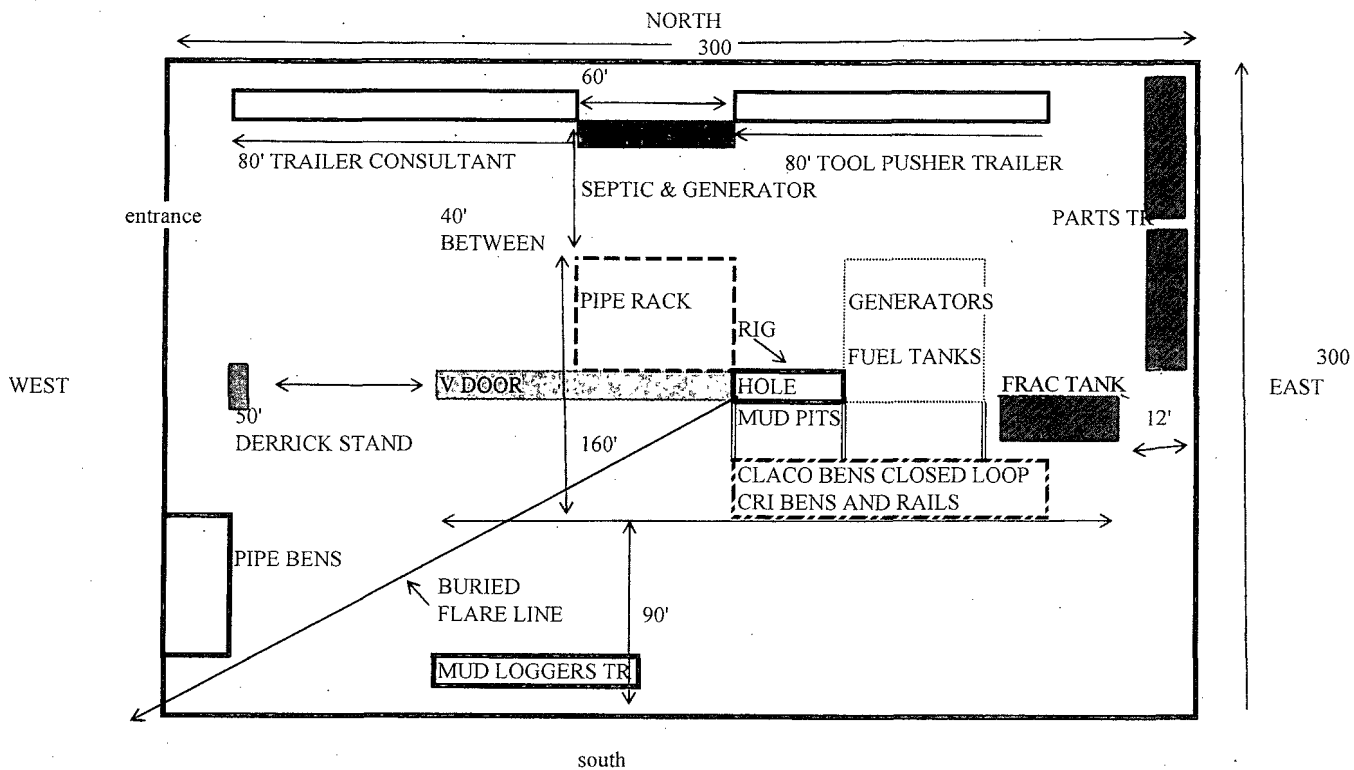 NORTH
300
60'
80' TRAILER CONSULTANT
80' TOOL PUSHER TRAILER
SEPTIC & GENERATOR
entrance
40'
BETWEEN
PARTS TR
PIPE RACK
GENERATORS
RIG
FUEL TANKS
300
WEST
V DOOR
HOLE
FRAC TANK
EAST
50'
DERRICK STAND
MUD PITS
12'
160'
CLACO BENS CLOSED LOOP
CRI BENS AND RAILS
PIPE BENS
BURIED
FLARE LINE
90'
MUD LOGGERS TR
south